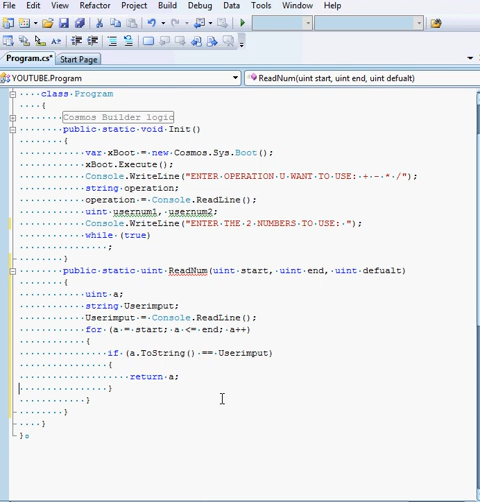 File Edit View Refactor Project Build Debug Data Tools Window Help
Program.cs* Start Page
YOUTUBE.Program ReadNum(uint start, uint end, uint defualt)
class Program
{
Cosmos Builder logic
public static void Init()
{
var xBoot = new Cosmos.Sys.Boot();
xBoot.Execute();
Console.WriteLine("ENTER OPERATION U WANT TO USE: + - * /");
string operation;
operation = Console.ReadLine();
uint usernum1, usernum2;
Console.WriteLine("ENTER THE 2 NUMBERS TO USE: ");
while (true)
;
}
public static uint ReadNum(uint start, uint end, uint defualt)
{
uint a;
string Userimput;
Userimput = Console.ReadLine();
for (a = start; a <= end; a++)
{
if (a.ToString() == Userimput)
{
return a;
}
}
}
}
}